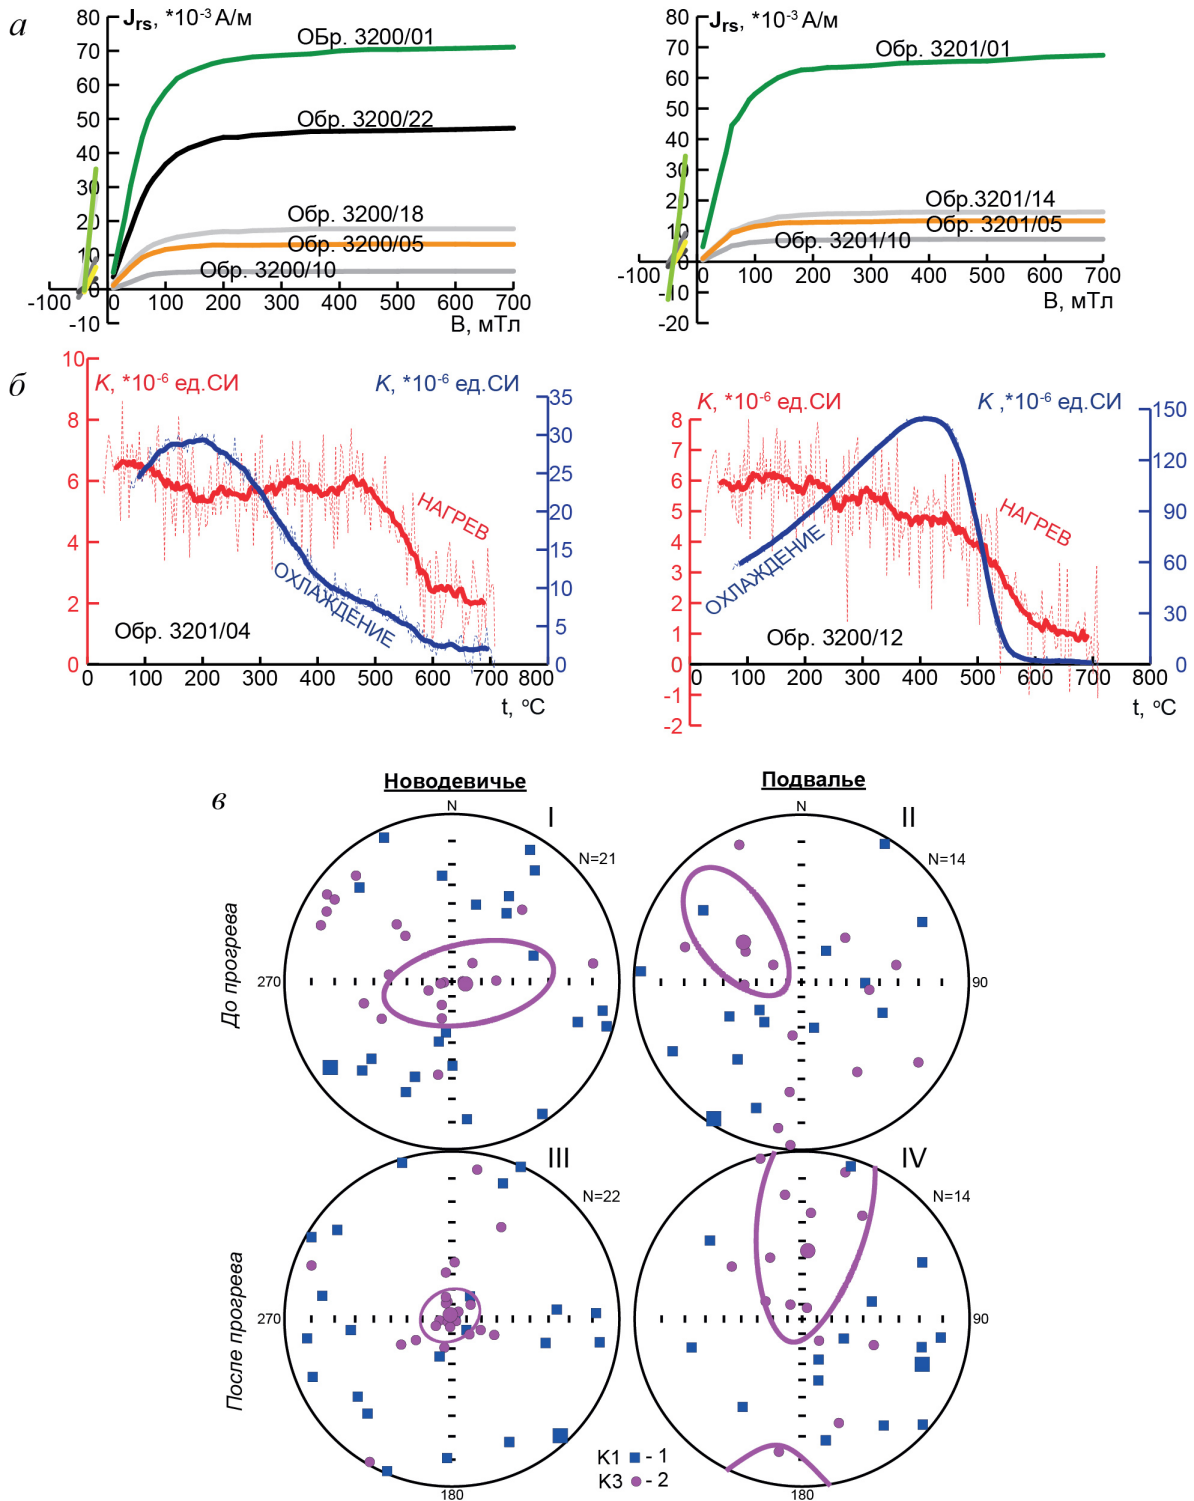 а
Jrs, *10-3 А/м
80
70
60
50
40
30
20
10
0
-10
-100
0
100
200
300
400
500
600
700
B, мТл
ОБр. 3200/01
Обр. 3200/22
Обр. 3200/18
Обр. 3200/05
Обр. 3200/10
Jrs, *10-3 А/м
80
70
60
50
40
30
20
10
0
-10
-20
-100
0
100
200
300
400
500
600
700
B, мТл
Обр. 3201/01
Обр.3201/14
Обр. 3201/05
Обр. 3201/10
б
K, *10-6 ед.СИ
K, *10-6 ед.СИ
10
8
6
4
2
0
35
30
25
20
15
10
5
0
НАГРЕВ
ОХЛАЖДЕНИЕ
Обр. 3201/04
0
100
200
300
400
500
600
700
800
t, oC
K, *10-6 ед.СИ
K ,*10-6 ед.СИ
8
7
6
5
4
3
2
1
0
-1
-2
150
120
90
60
30
0
НАГРЕВ
ОХЛАЖДЕНИЕ
Обр. 3200/12
0
100
200
300
400
500
600
700
800
t, oC
в
Новодевичье
Подвалье
До прогрева
N
I
N=21
270
N
II
N=14
90
После прогрева
III
N=22
270
180
IV
N=14
90
180
K1 - 1
K3 - 2